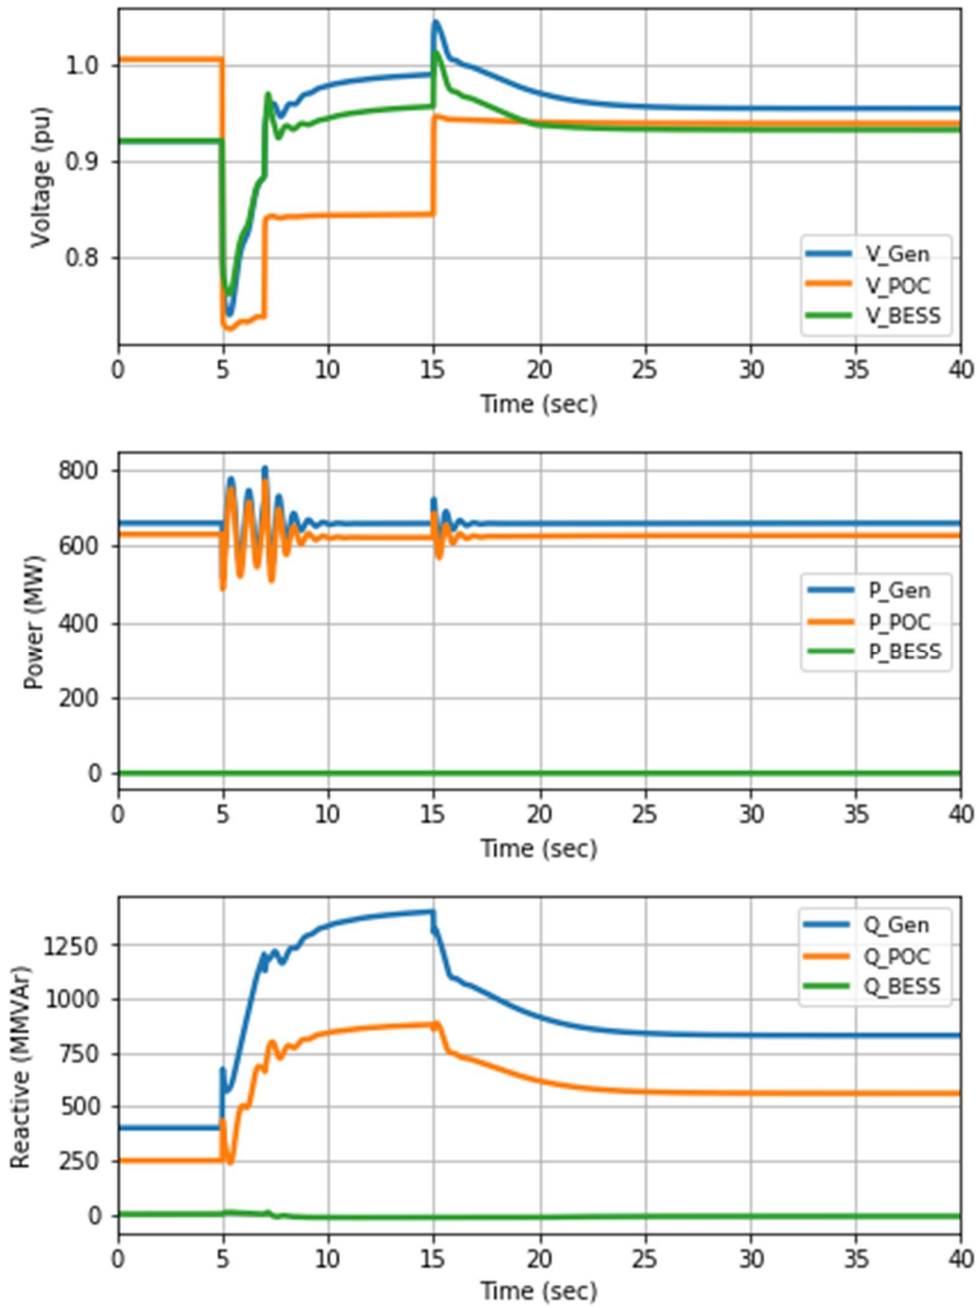 1.0
0.9
0.8
Voltage (pu)
V_Gen
V_POC
V_BESS
0 5 10 15 20 25 30 35 40
Time (sec)
800
600
400
200
0
Power (MW)
P_Gen
P_POC
P_BESS
0 5 10 15 20 25 30 35 40
Time (sec)
1250
1000
750
500
250
0
Reactive (MMVAr)
Q_Gen
Q_POC
Q_BESS
0 5 10 15 20 25 30 35 40
Time (sec)